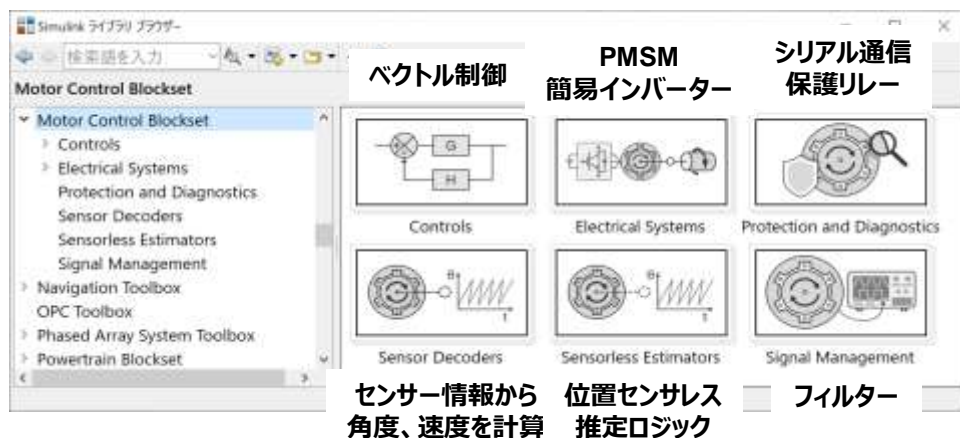 Simulink ライブラリ ブラウザー
検索語を入力
Motor Control Blockset
Motor Control Blockset
Controls
Electrical Systems
Protection and Diagnostics
Sensor Decoders
Sensorless Estimators
Signal Management
Navigation Toolbox
OPC Toolbox
Phased Array System Toolbox
Powertrain Blockset
ベクトル制御
PMSM
簡易インバーター
シリアル通信
保護リレー
G
H
Controls
Electrical Systems
Protection and Diagnostics
θ
t
θ
t
Sensor Decoders
Sensorless Estimators
Signal Management
センサー情報から
角度、速度を計算
位置センサレス
推定ロジック
フィルター